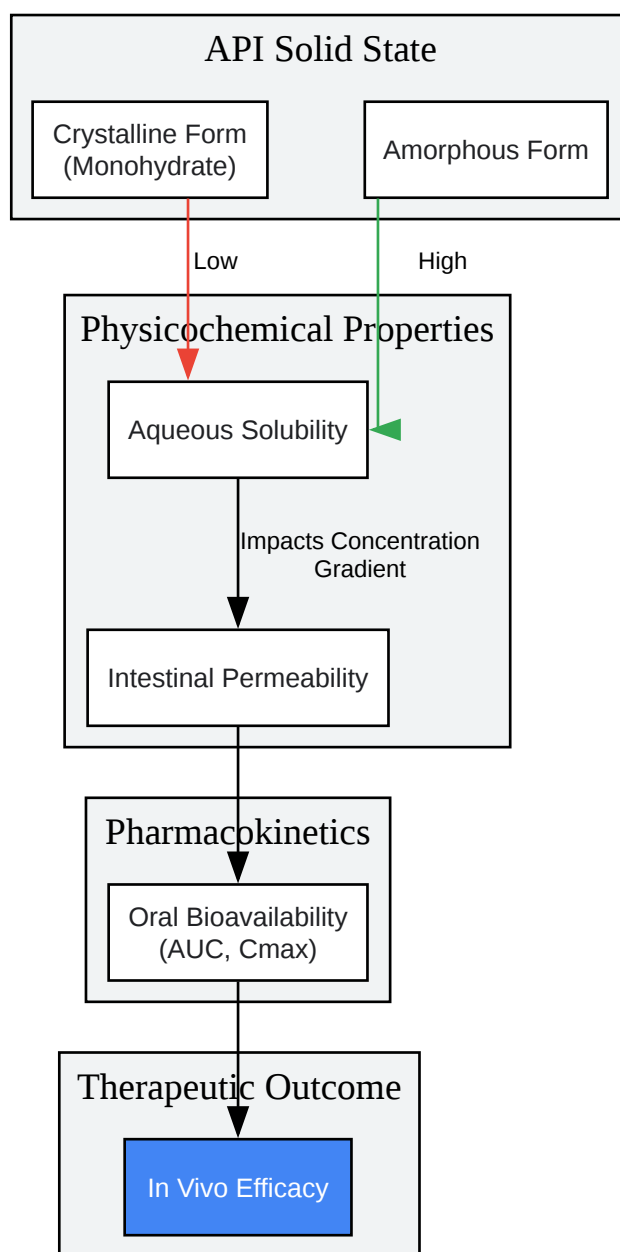 API Solid State
Crystalline Form
(Monohydrate)
Amorphous Form
Low
High
Physicochemical Properties
Aqueous Solubility
Impacts Concentration
Gradient
Intestinal Permeability
Pharmacokinetics
Oral Bioavailability
(AUC, Cmax)
Therapeutic Outcome
In Vivo Efficacy